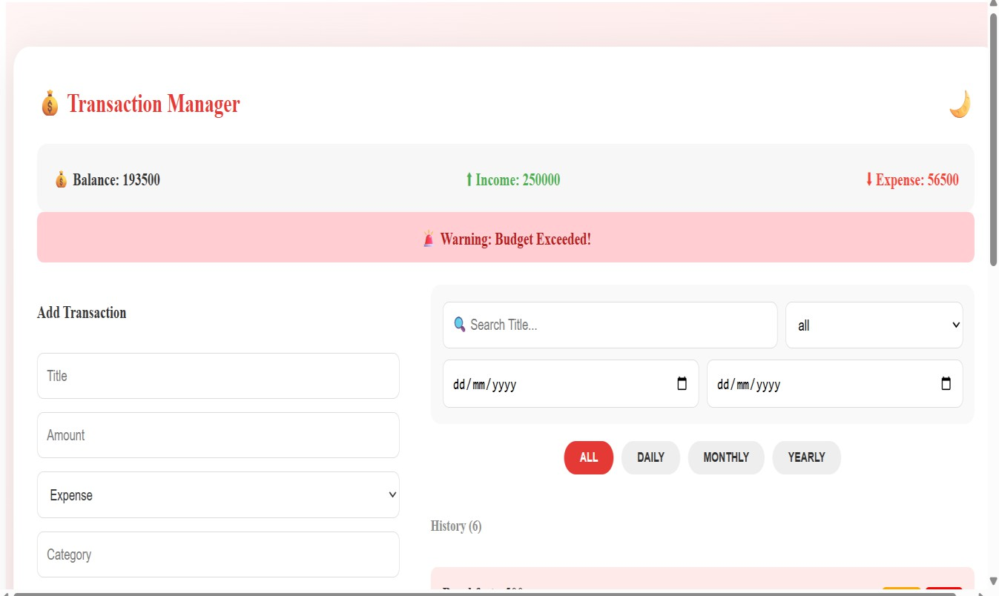 Transaction Manager
Balance: 193500
Income: 250000
Expense: 56500
Warning: Budget Exceeded!
Add Transaction
Title
Amount
Expense
Category
Search Title...
all
dd/mm/yyyy
dd/mm/yyyy
ALL
DAILY
MONTHLY
YEARLY
History (6)